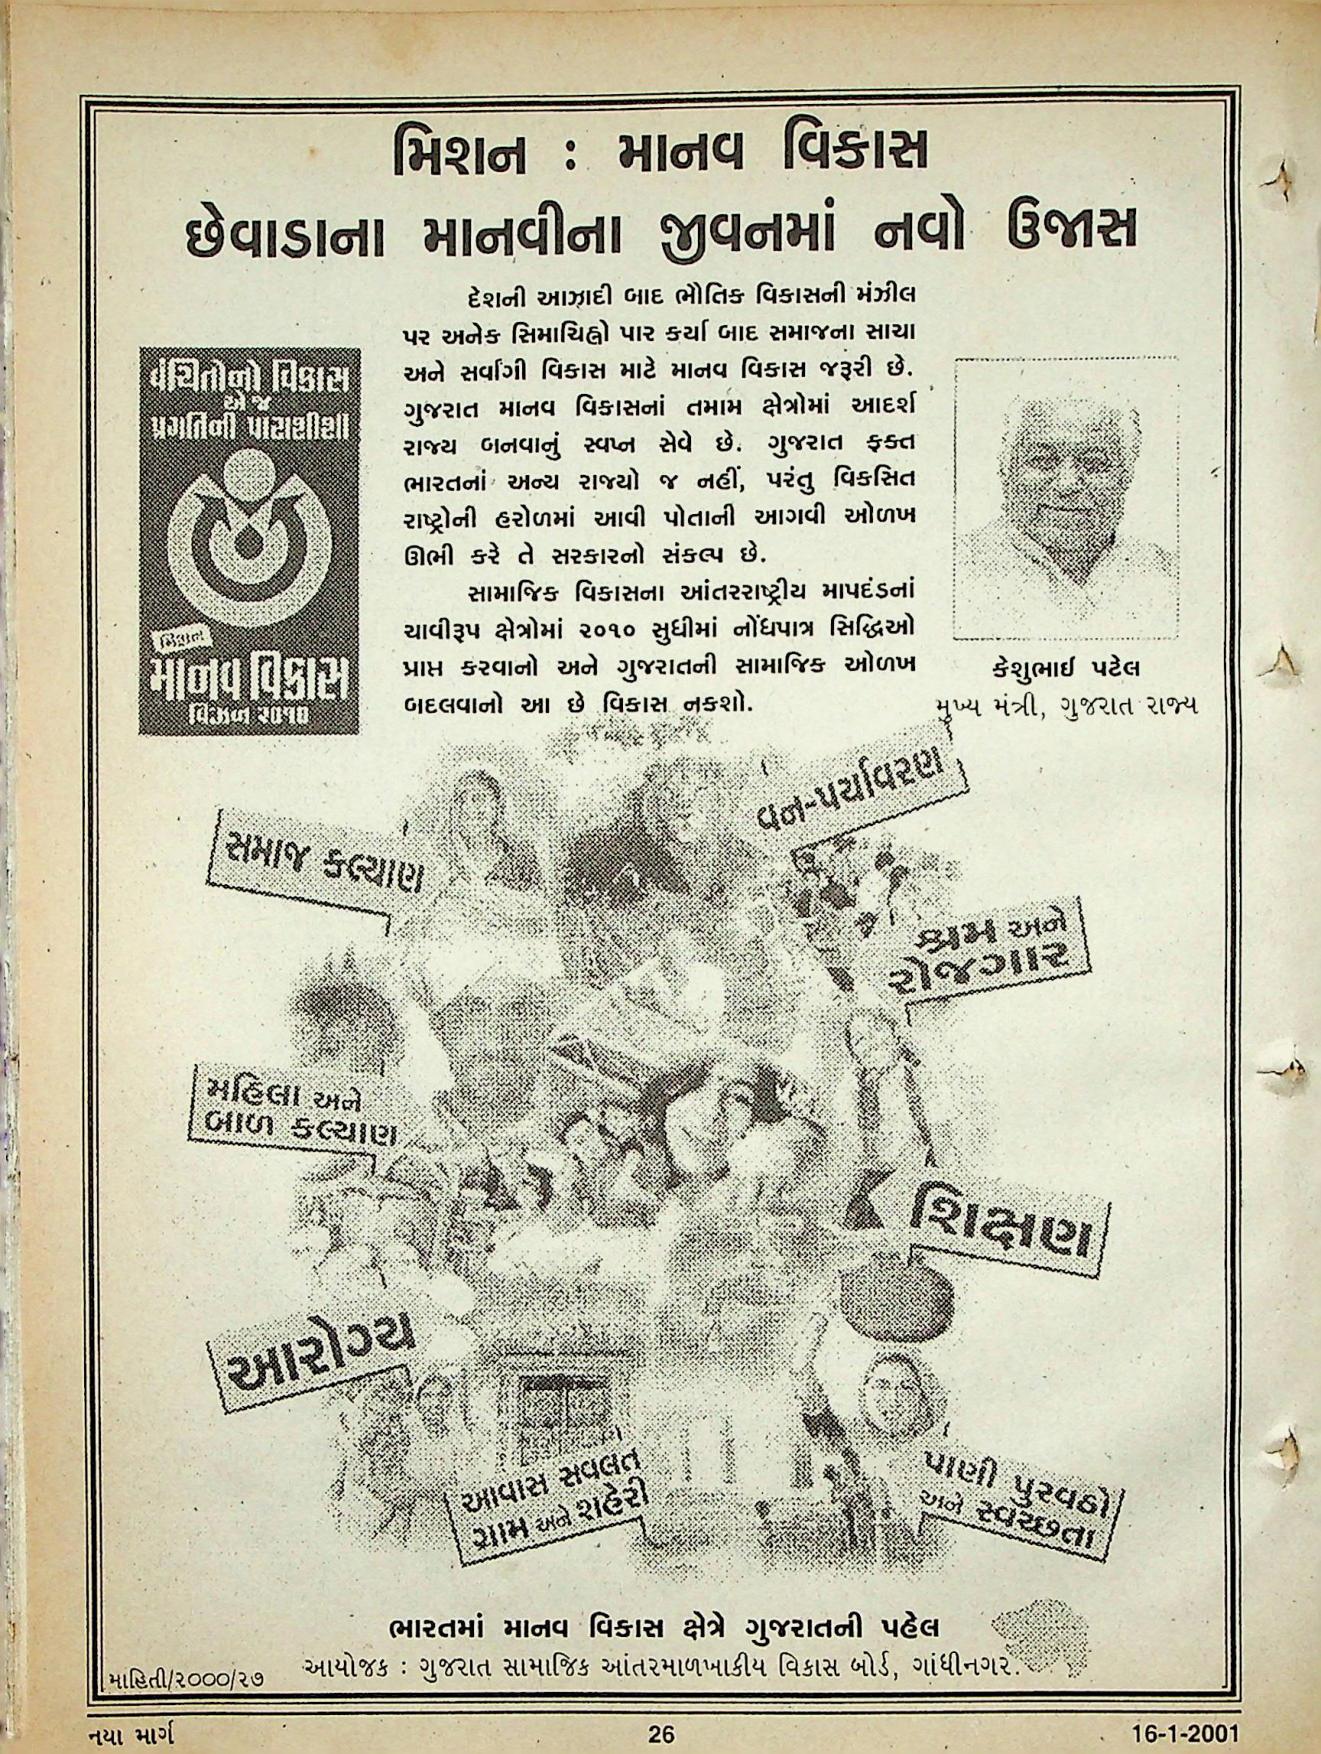 મિશન : માનવ વિકાસ
છેવાડાના માનવીના જીવનમાં નવો ઉજાસ
દેશની આઝાદી બાદ ભૌતિક વિકાસની મંઝીલ
પર અનેક સિમાચિહ્નો પાર કર્યા બાદ સમાજના સાચા
અને સર્વાંગી વિકાસ માટે માનવ વિકાસ જરૂરી છે.
ગુજરાત માનવ વિકાસનાં તમામ ક્ષેત્રોમાં આદર્શ
રાજ્ય બનવાનું સ્વપ્ન સેવે છે. ગુજરાત ફક્ત
ભારતનાં અન્ય રાજ્યો જ નહીં, પરંતુ વિકસિત
રાષ્ટ્રોની હરોળમાં આવી પોતાની આગવી ઓળખ
ઊભી કરે તે સરકારનો સંકલ્પ છે.
સામાજિક વિકાસના આંતરરાષ્ટ્રીય માપદંડનાં
ચાવીરૂપ ક્ષેત્રોમાં ૨૦૧૦ સુધીમાં નોંધપાત્ર સિદ્ધિઓ
પ્રાપ્ત કરવાનો અને ગુજરાતની સામાજિક ઓળખ
બદલવાનો આ છે વિકાસ નકશો.
વંચિતોનો વિકાસ
એ જ
પ્રગતિની પારાશીશી
મિશન
માનવ વિકાસ
વિઝન ૨૦૧૦
કેશુભાઈ પટેલ
મુખ્ય મંત્રી, ગુજરાત રાજ્ય
વન-પર્યાવરણ
સમાજ કલ્યાણ
શ્રમ અને
રોજગાર
મહિલા અને
બાળ કલ્યાણ
શિક્ષણ
આરોગ્ય
આવાસ સવલત
ગ્રામ અને શહેરી
પાણી પુરવઠો
અને સ્વચ્છતા
ભારતમાં માનવ વિકાસ ક્ષેત્રે ગુજરાતની પહેલ
આયોજક : ગુજરાત સામાજિક આંતરમાળખાકીય વિકાસ બોર્ડ, ગાંધીનગર.
માહિતી/૨૦૦૦/૨૭
નયા માર્ગ 26 16-1-2001